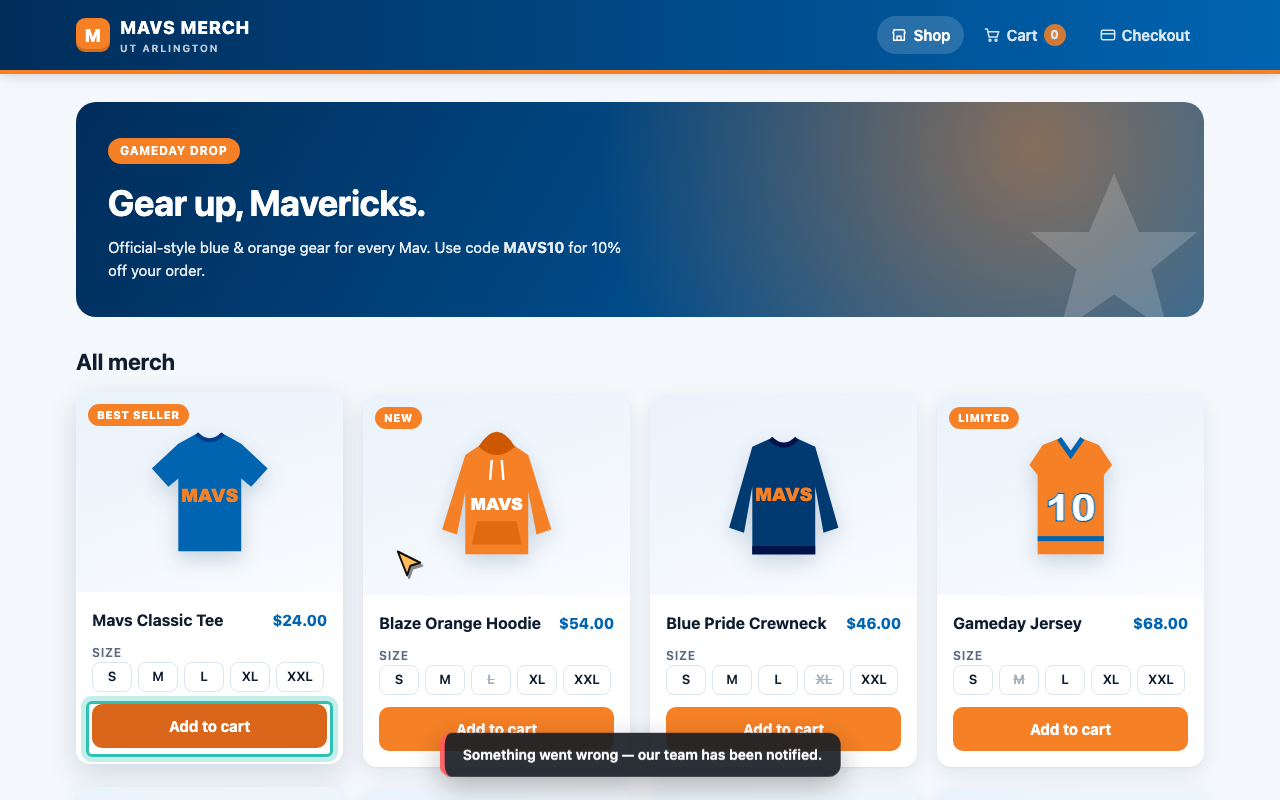 M
MAVS MERCH
UT ARLINGTON
Shop
Cart 0
Checkout
GAMEDAY DROP
Gear up, Mavericks.
Official-style blue & orange gear for every Mav. Use code MAVS10 for 10%
off your order.
All merch
BEST SELLER
MAVS
Mavs Classic Tee $24.00
SIZE
S M L XL XXL
Add to cart
NEW
MAVS
Blaze Orange Hoodie $54.00
SIZE
S M L XL XXL
Add to cart
MAVS
Blue Pride Crewneck $46.00
SIZE
S M L XL XXL
Add to cart
LIMITED
10
Gameday Jersey $68.00
SIZE
S M L XL XXL
Add to cart
Something went wrong — our team has been notified.